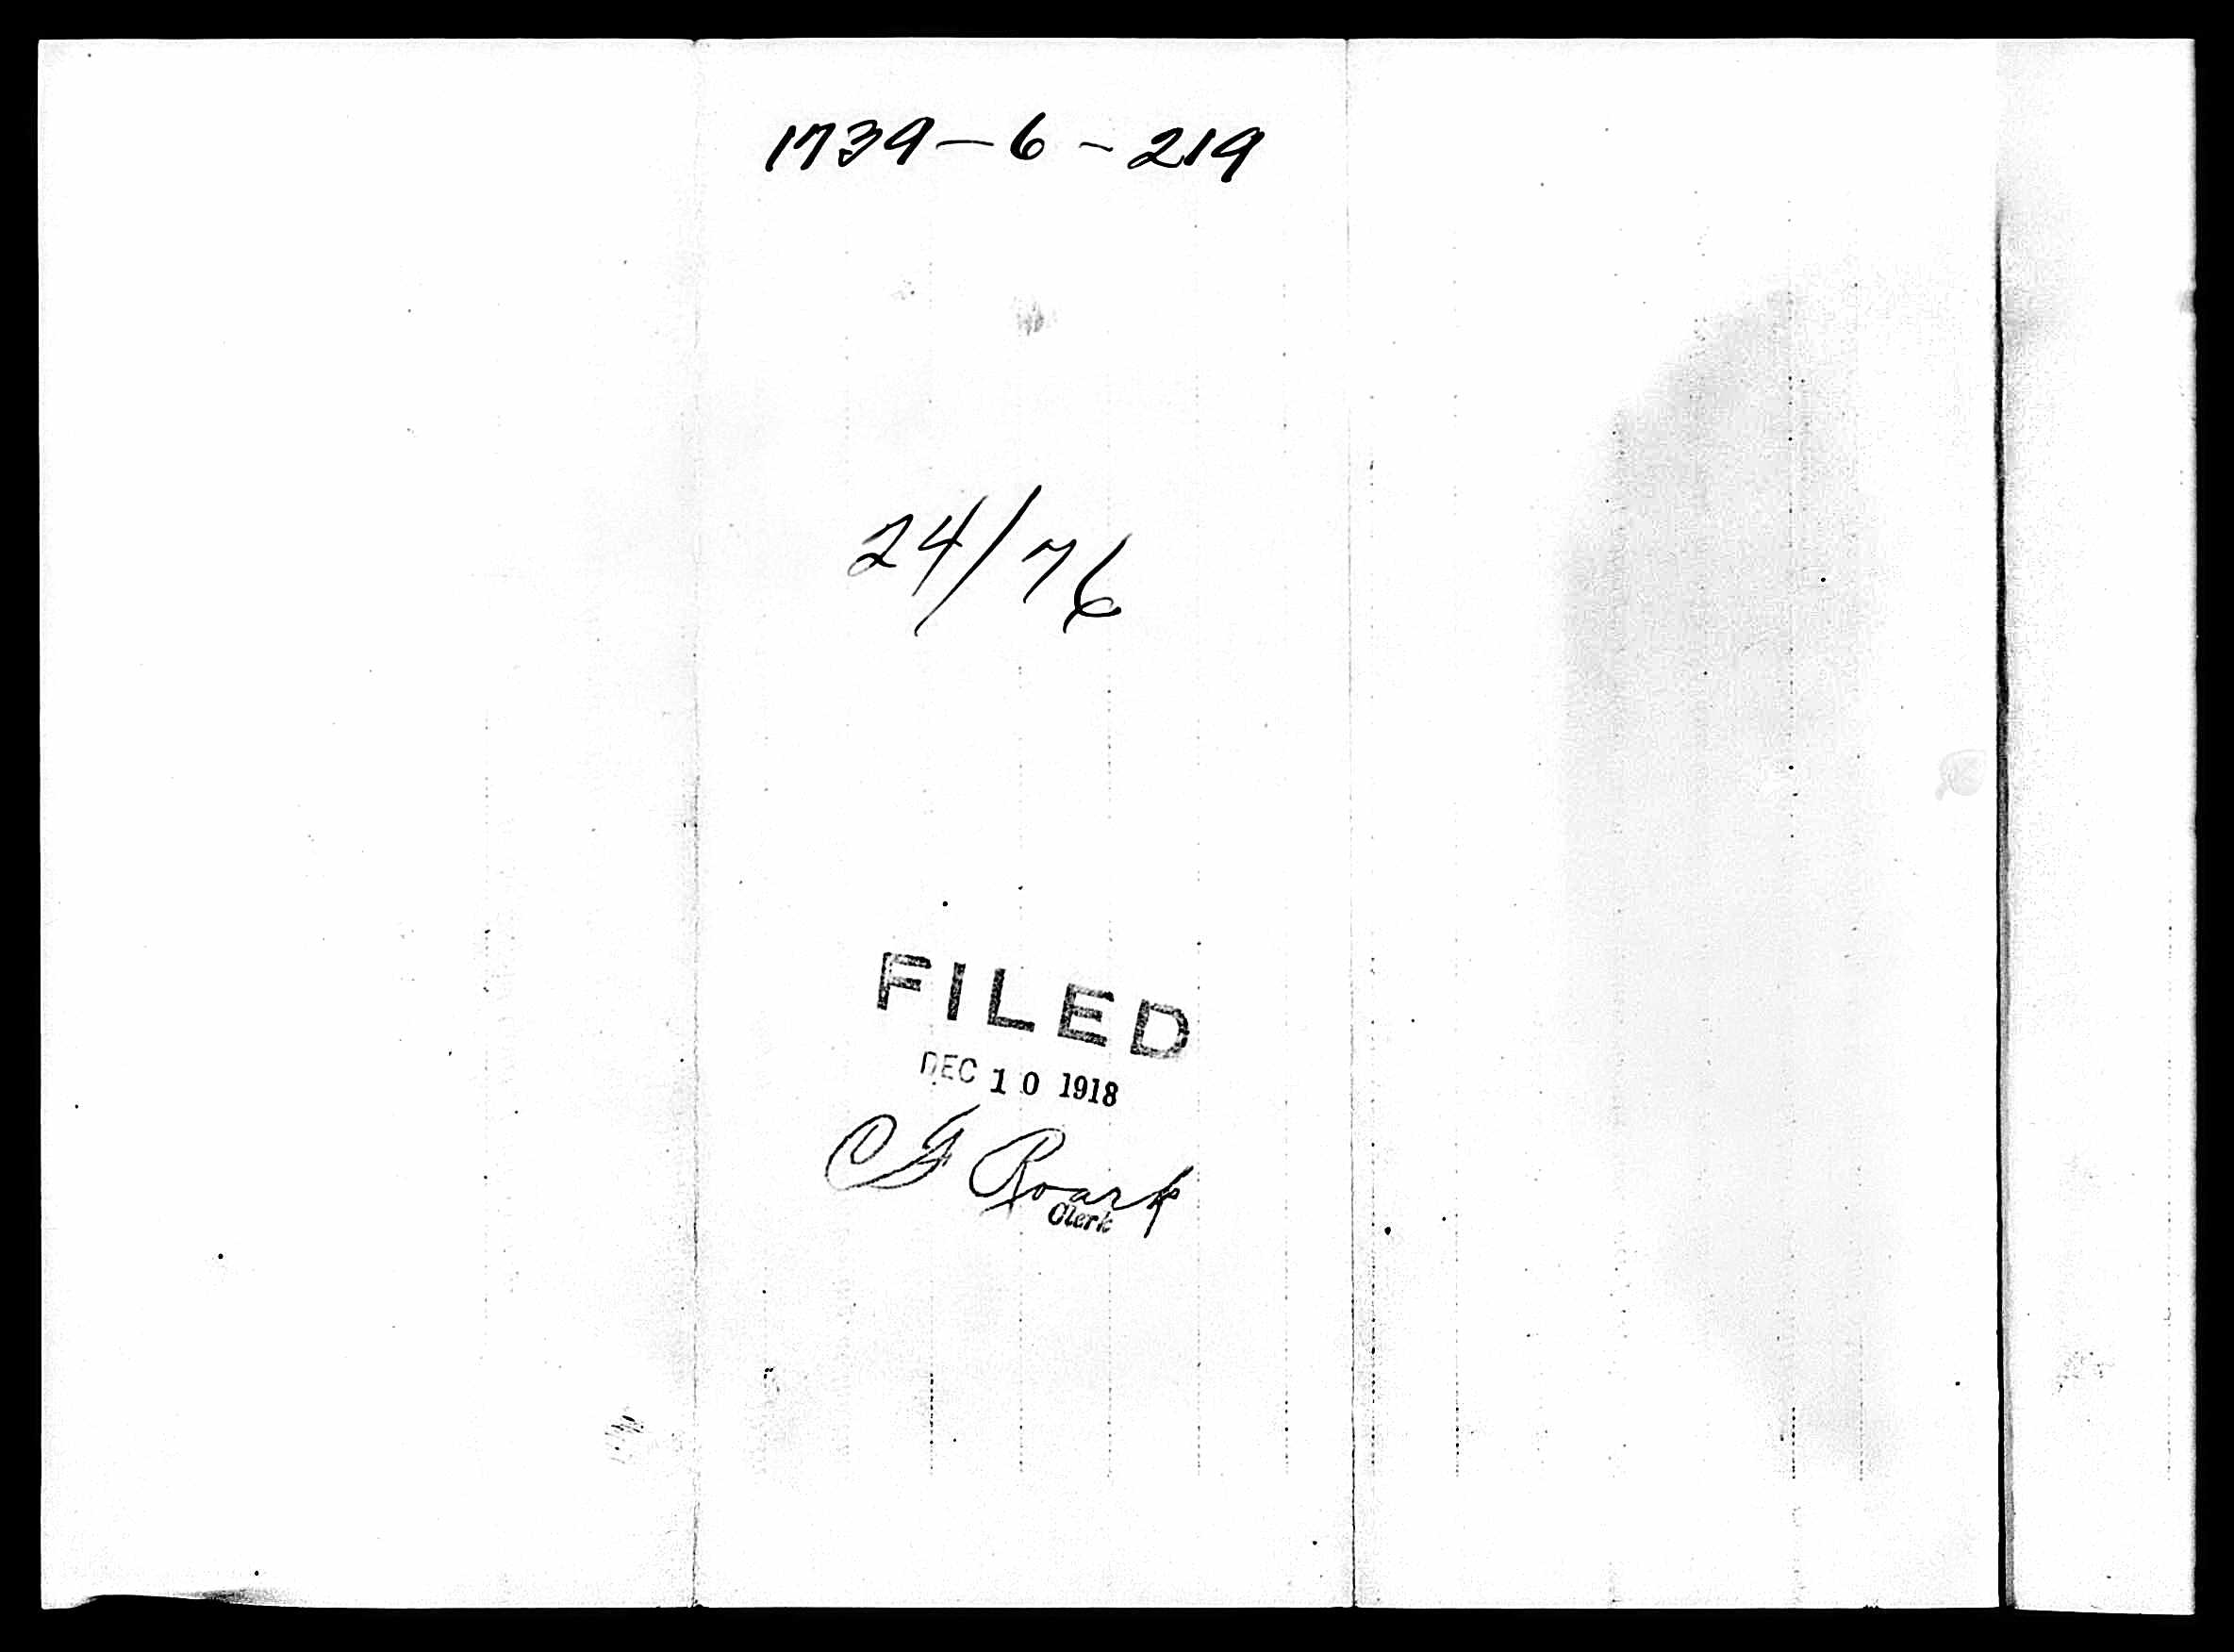 1739-6-219
24/76
FILED
DEC 10 1918
C G Roark
Clerk